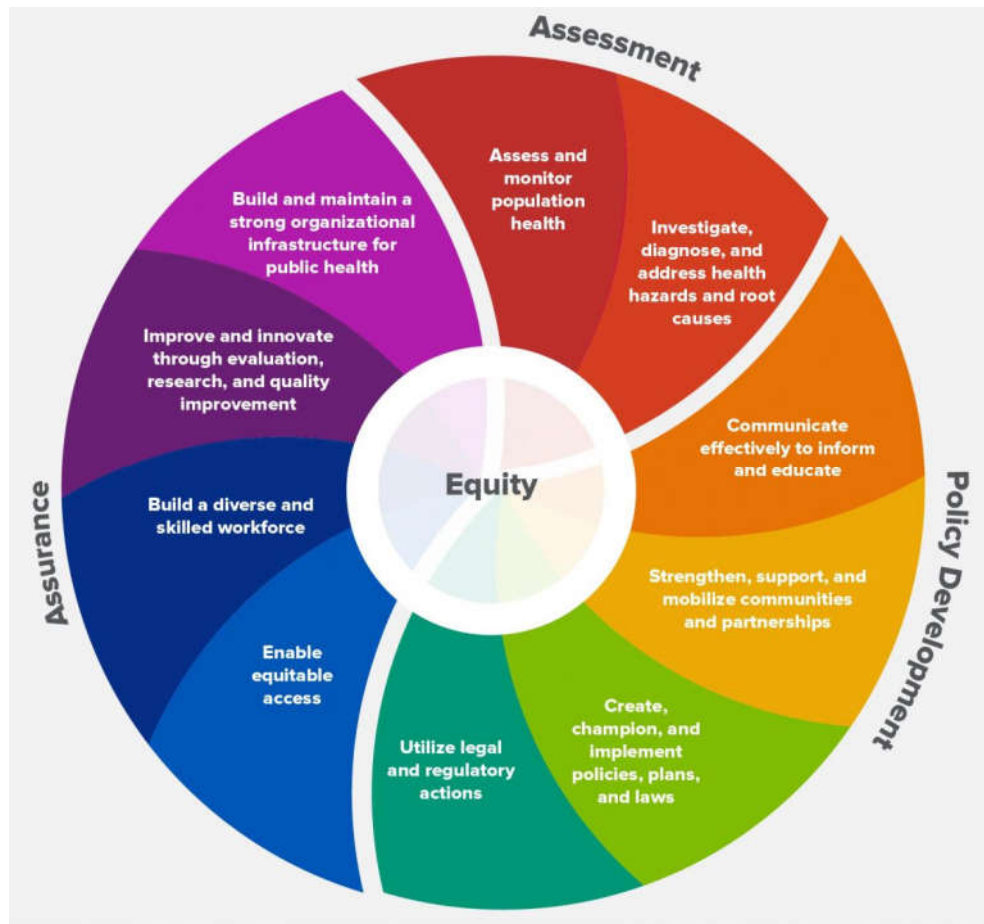 Assessment
Assess and
monitor
population
health
Investigate,
diagnose, and
address health
hazards and root
causes
Policy Development
Communicate
effectively to inform
and educate
Strengthen, support, and
mobilize communities
and partnerships
Create,
champion, and
implement
policies, plans,
and laws
Utilize legal
and regulatory
actions
Assurance
Enable
equitable
access
Build a diverse and
skilled workforce
Improve and innovate
through evaluation,
research, and quality
improvement
Build and maintain a
strong organizational
infrastructure for
public health
Equity